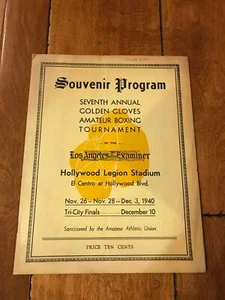 Souvenir Program
SEVENTH ANNUAL
GOLDEN GLOVES
AMATEUR BOXING
TOURNAMENT
OF THE
Los Angeles Examiner
Hollywood Legion Stadium
El Centro at Hollywood Blvd.
Nov. 26 – Nov. 28 – Dec. 3, 1940
Tri-City Finals December 10
Sanctioned by the Amateur Athletic Union
PRICE TEN CENTS